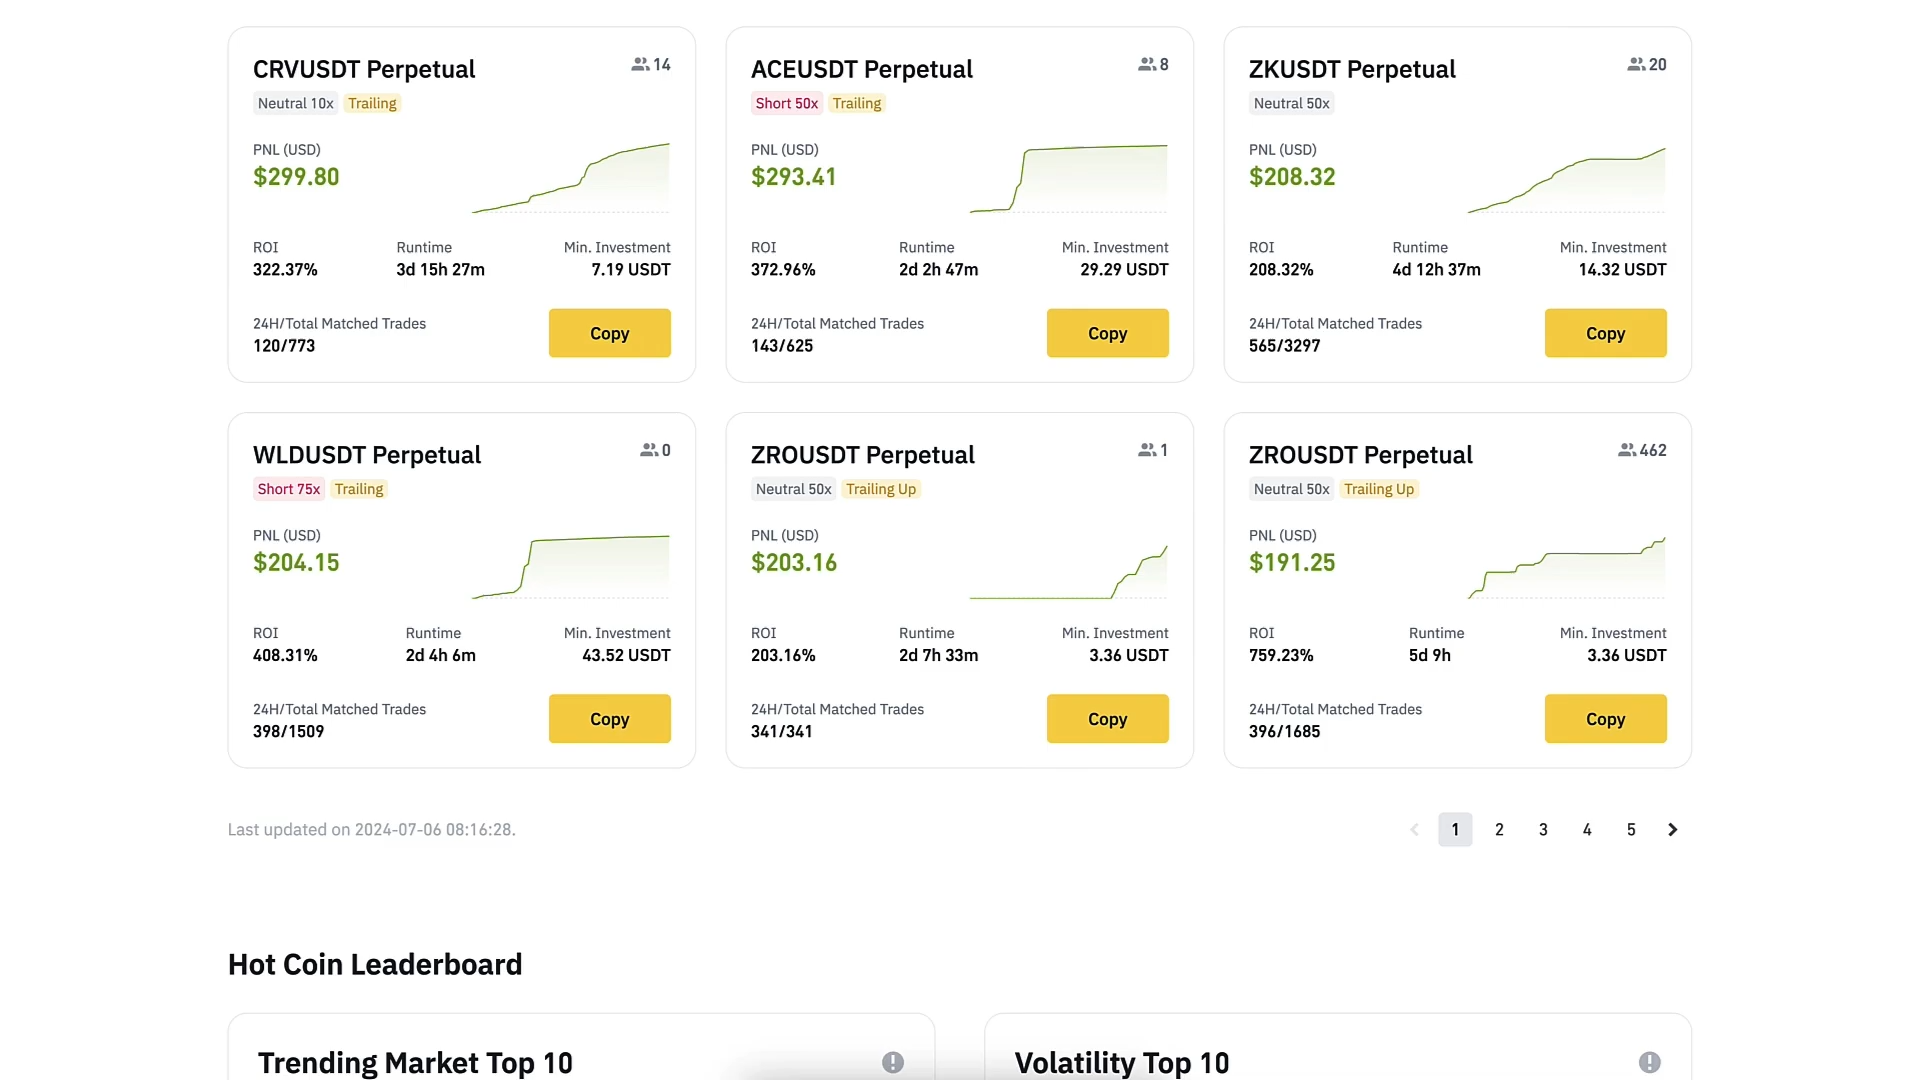 CRVUSDT Perpetual
14
Neutral 10x Trailing
PNL (USD)
$299.80
ROI Runtime Min. Investment
322.37% 3d 15h 27m 7.19 USDT
24H/Total Matched Trades
120/773
Copy
ACEUSDT Perpetual
8
Short 50x Trailing
PNL (USD)
$293.41
ROI Runtime Min. Investment
372.96% 2d 2h 47m 29.29 USDT
24H/Total Matched Trades
143/625
Copy
ZKUSDT Perpetual
20
Neutral 50x
PNL (USD)
$208.32
ROI Runtime Min. Investment
208.32% 4d 12h 37m 14.32 USDT
24H/Total Matched Trades
565/3297
Copy
WLDUSDT Perpetual
0
Short 75x Trailing
PNL (USD)
$204.15
ROI Runtime Min. Investment
408.31% 2d 4h 6m 43.52 USDT
24H/Total Matched Trades
398/1509
Copy
ZROUSDT Perpetual
1
Neutral 50x Trailing Up
PNL (USD)
$203.16
ROI Runtime Min. Investment
203.16% 2d 7h 33m 3.36 USDT
24H/Total Matched Trades
341/341
Copy
ZROUSDT Perpetual
462
Neutral 50x Trailing Up
PNL (USD)
$191.25
ROI Runtime Min. Investment
759.23% 5d 9h 3.36 USDT
24H/Total Matched Trades
396/1685
Copy
Last updated on 2024-07-06 08:16:28.
1 2 3 4 5
Hot Coin Leaderboard
Trending Market Top 10
Volatility Top 10